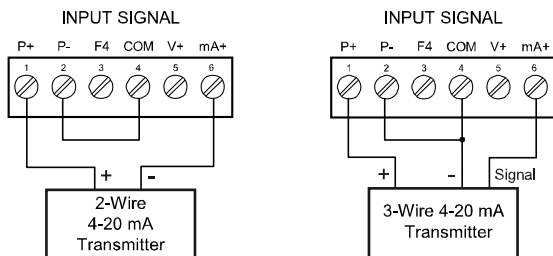 INPUT SIGNAL
P+ P- F4 COM V+ mA+
1 2 3 4 5 6
+ -
2-Wire
4-20 mA
Transmitter
INPUT SIGNAL
P+ P- F4 COM V+ mA+
1 2 3 4 5 6
+ - Signal
3-Wire 4-20 mA
Transmitter